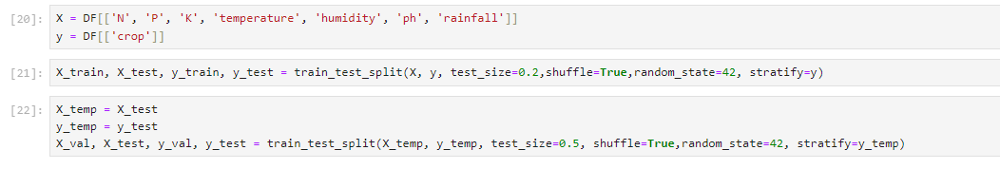 [20]: X = DF[['N', 'P', 'K', 'temperature', 'humidity', 'ph', 'rainfall']]
y = DF[['crop']]
[21]: X_train, X_test, y_train, y_test = train_test_split(X, y, test_size=0.2,shuffle=True,random_state=42, stratify=y)
[22]: X_temp = X_test
y_temp = y_test
X_val, X_test, y_val, y_test = train_test_split(X_temp, y_temp, test_size=0.5, shuffle=True,random_state=42, stratify=y_temp)